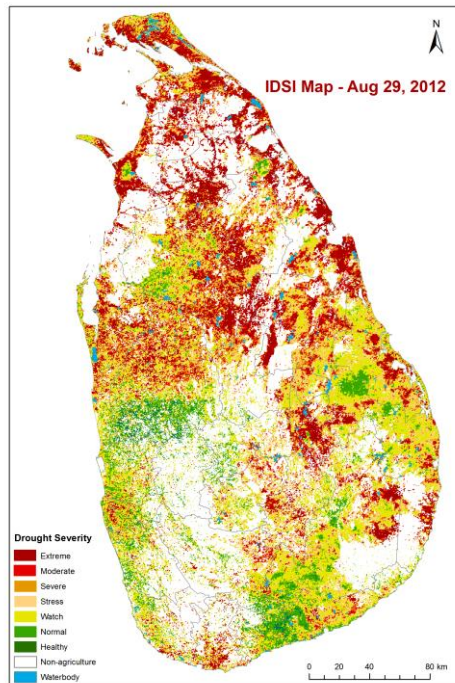 N
IDSI Map - Aug 29, 2012
Drought Severity
Extreme
Moderate
Severe
Stress
Watch
Normal
Healthy
Non-agriculture
Waterbody
0 20 40 80 km